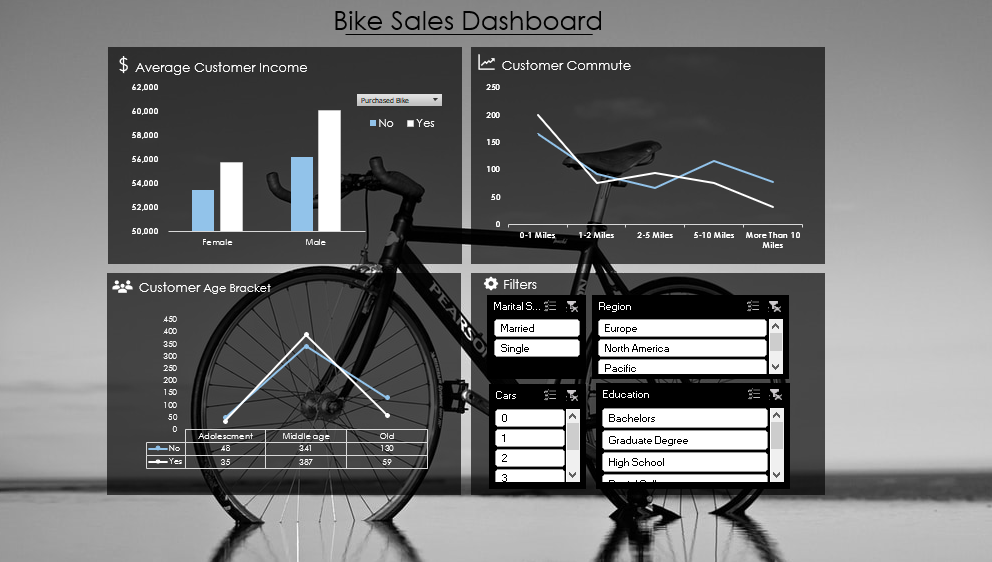 Bike Sales Dashboard
$ Average Customer Income
62,000
60,000
58,000
56,000
54,000
52,000
50,000
Purchased Bike
No Yes
Female Male
Customer Commute
250
200
150
100
50
0
0-1 Miles 1-2 Miles 2-5 Miles 5-10 Miles More Than 10
Miles
Customer Age Bracket
450
400
350
300
250
200
150
100
50
0
Adolescment Middle age Old
No 48 341 130
Yes 35 387 59
Filters
Marital S...
Married
Single
Region
Europe
North America
Pacific
Cars
0
1
2
3
Education
Bachelors
Graduate Degree
High School
PEARSO